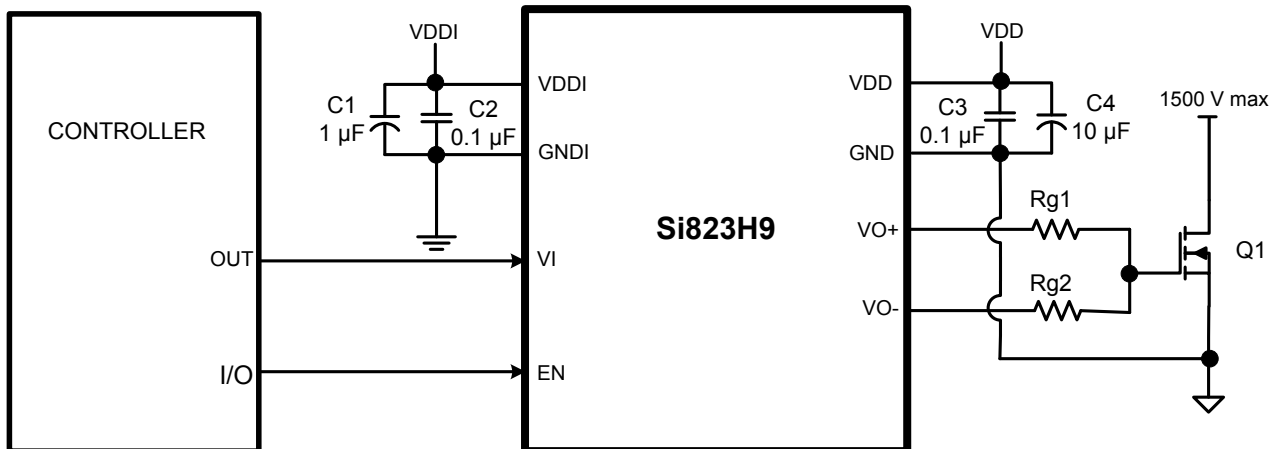 CONTROLLER
OUT
I/O
VDDI
C1
1 µF
C2
0.1 µF
VDDI
GNDI
VI
EN
Si823H9
VDD
GND
VO+
VO-
VDD
C3
0.1 µF
C4
10 µF
Rg1
Rg2
1500 V max
Q1